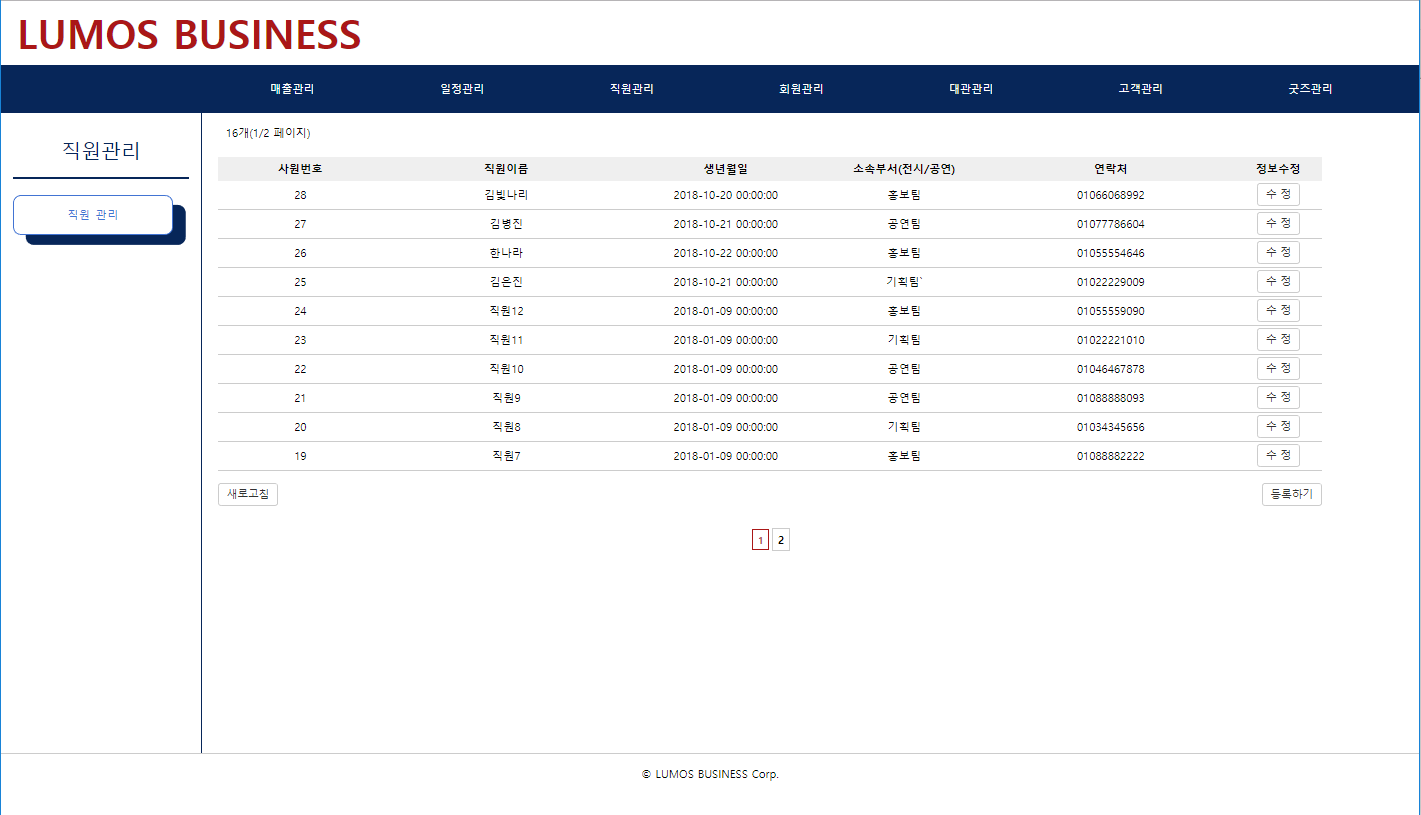 LUMOS BUSINESS
매출관리 일정관리 직원관리 회원관리 대관관리 고객관리 굿즈관리
직원관리
직원 관리
16개(1/2 페이지)
사원번호 직원이름 생년월일 소속부서(전시/공연) 연락처 정보수정
28 김빛나리 2018-10-20 00:00:00 홍보팀 01066068992 수 정
27 김병진 2018-10-21 00:00:00 공연팀 01077786604 수 정
26 한나라 2018-10-22 00:00:00 홍보팀 01055554646 수 정
25 김은진 2018-10-21 00:00:00 기획팀` 01022229009 수 정
24 직원12 2018-01-09 00:00:00 홍보팀 01055559090 수 정
23 직원11 2018-01-09 00:00:00 기획팀 01022221010 수 정
22 직원10 2018-01-09 00:00:00 공연팀 01046467878 수 정
21 직원9 2018-01-09 00:00:00 공연팀 01088888093 수 정
20 직원8 2018-01-09 00:00:00 기획팀 01034345656 수 정
19 직원7 2018-01-09 00:00:00 홍보팀 01088882222 수 정
새로고침 등록하기
1 2
© LUMOS BUSINESS Corp.